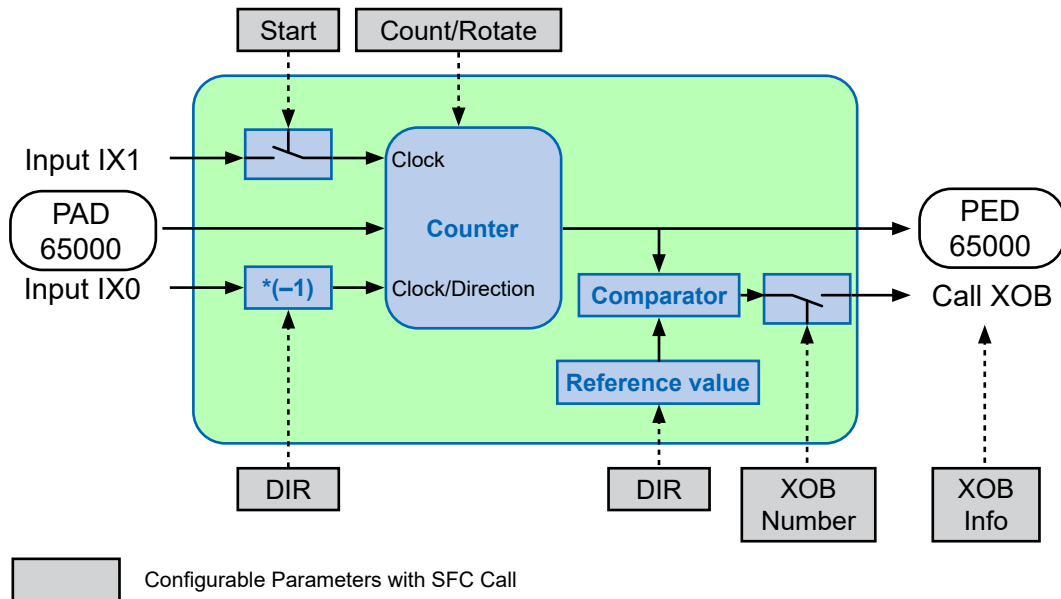 Start
Count/Rotate
Input IX1
Clock
PAD
65000
Counter
PED
65000
Input IX0
*(–1)
Clock/Direction
Comparator
Call XOB
Reference value
DIR
DIR
XOB
Number
XOB
Info
Configurable Parameters with SFC Call